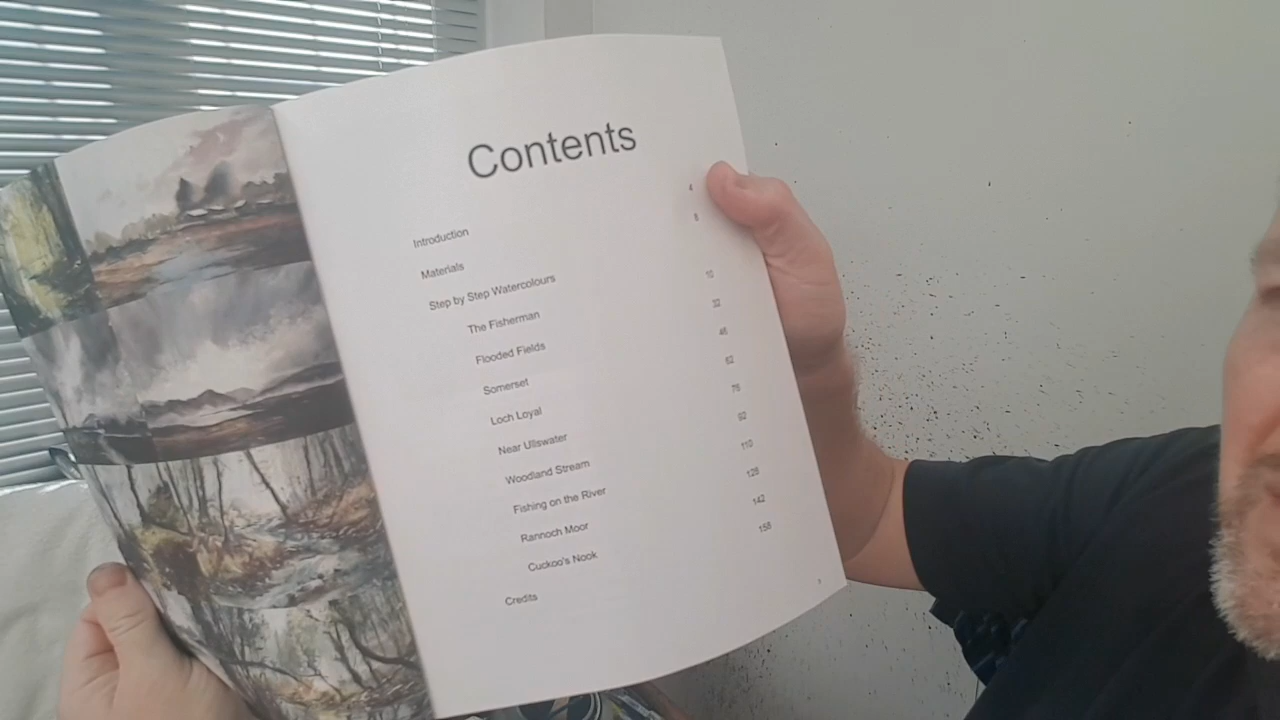 Contents
Introduction 4
Materials 8
Step by Step Watercolours
The Fisherman 10
Flooded Fields 32
Somerset 46
Loch Loyal 62
Near Ullswater 76
Woodland Stream 92
Fishing on the River 110
Rannoch Moor 128
Cuckoo's Nook 142
Credits 158